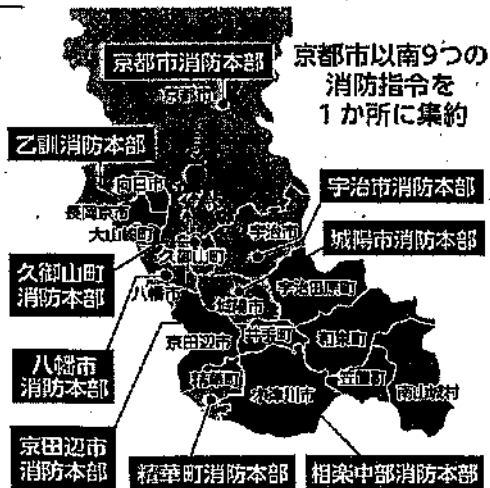 京都市以南9つの
消防指令を
1か所に集約
京都市消防本部
京都市
乙訓消防本部
向日市
長岡京市
大山崎町
宇治市消防本部
宇治市
城陽市消防本部
久御山町
久御山町
消防本部
八幡市
城陽市
宇治田原町
八幡市
消防本部
京田辺市
井手町
和束町
精華町
木津川市
笠置町
南山城村
京田辺市
消防本部
精華町消防本部
相楽中部消防本部